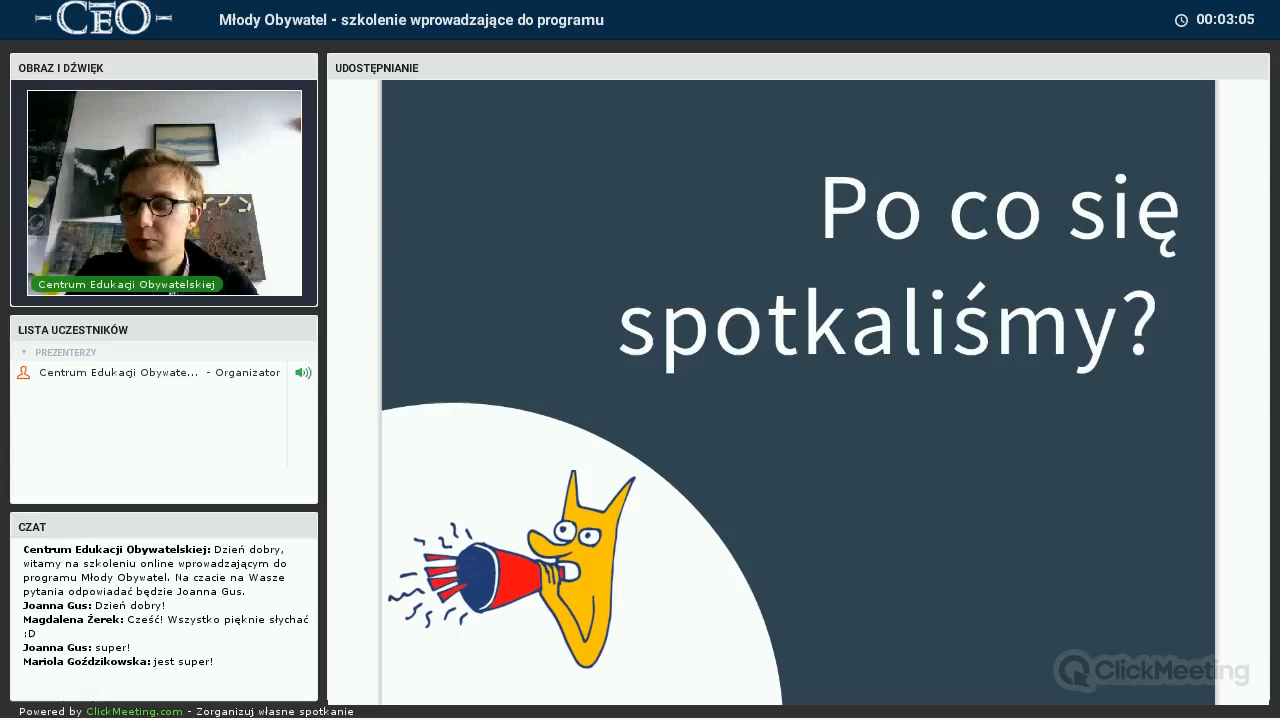 CEO
Młody Obywatel - szkolenie wprowadzające do programu
00:03:05
OBRAZ I DŹWIĘK
Centrum Edukacji Obywatelskiej
LISTA UCZESTNIKÓW
PREZENTERZY
Centrum Edukacji Obywate... - Organizator
CZAT
Centrum Edukacji Obywatelskiej: Dzień dobry,
witamy na szkoleniu online wprowadzającym do
programu Młody Obywatel. Na czacie na Wasze
pytania odpowiadać będzie Joanna Gus.
Joanna Gus: Dzień dobry!
Magdalena Żerek: Cześć! Wszystko pięknie słychać
:D
Joanna Gus: super!
Mariola Goździkowska: jest super!
Powered by ClickMeeting.com - Zorganizuj własne spotkanie
UDOSTĘPNIANIE
Po co się
spotkaliśmy?
ClickMeeting